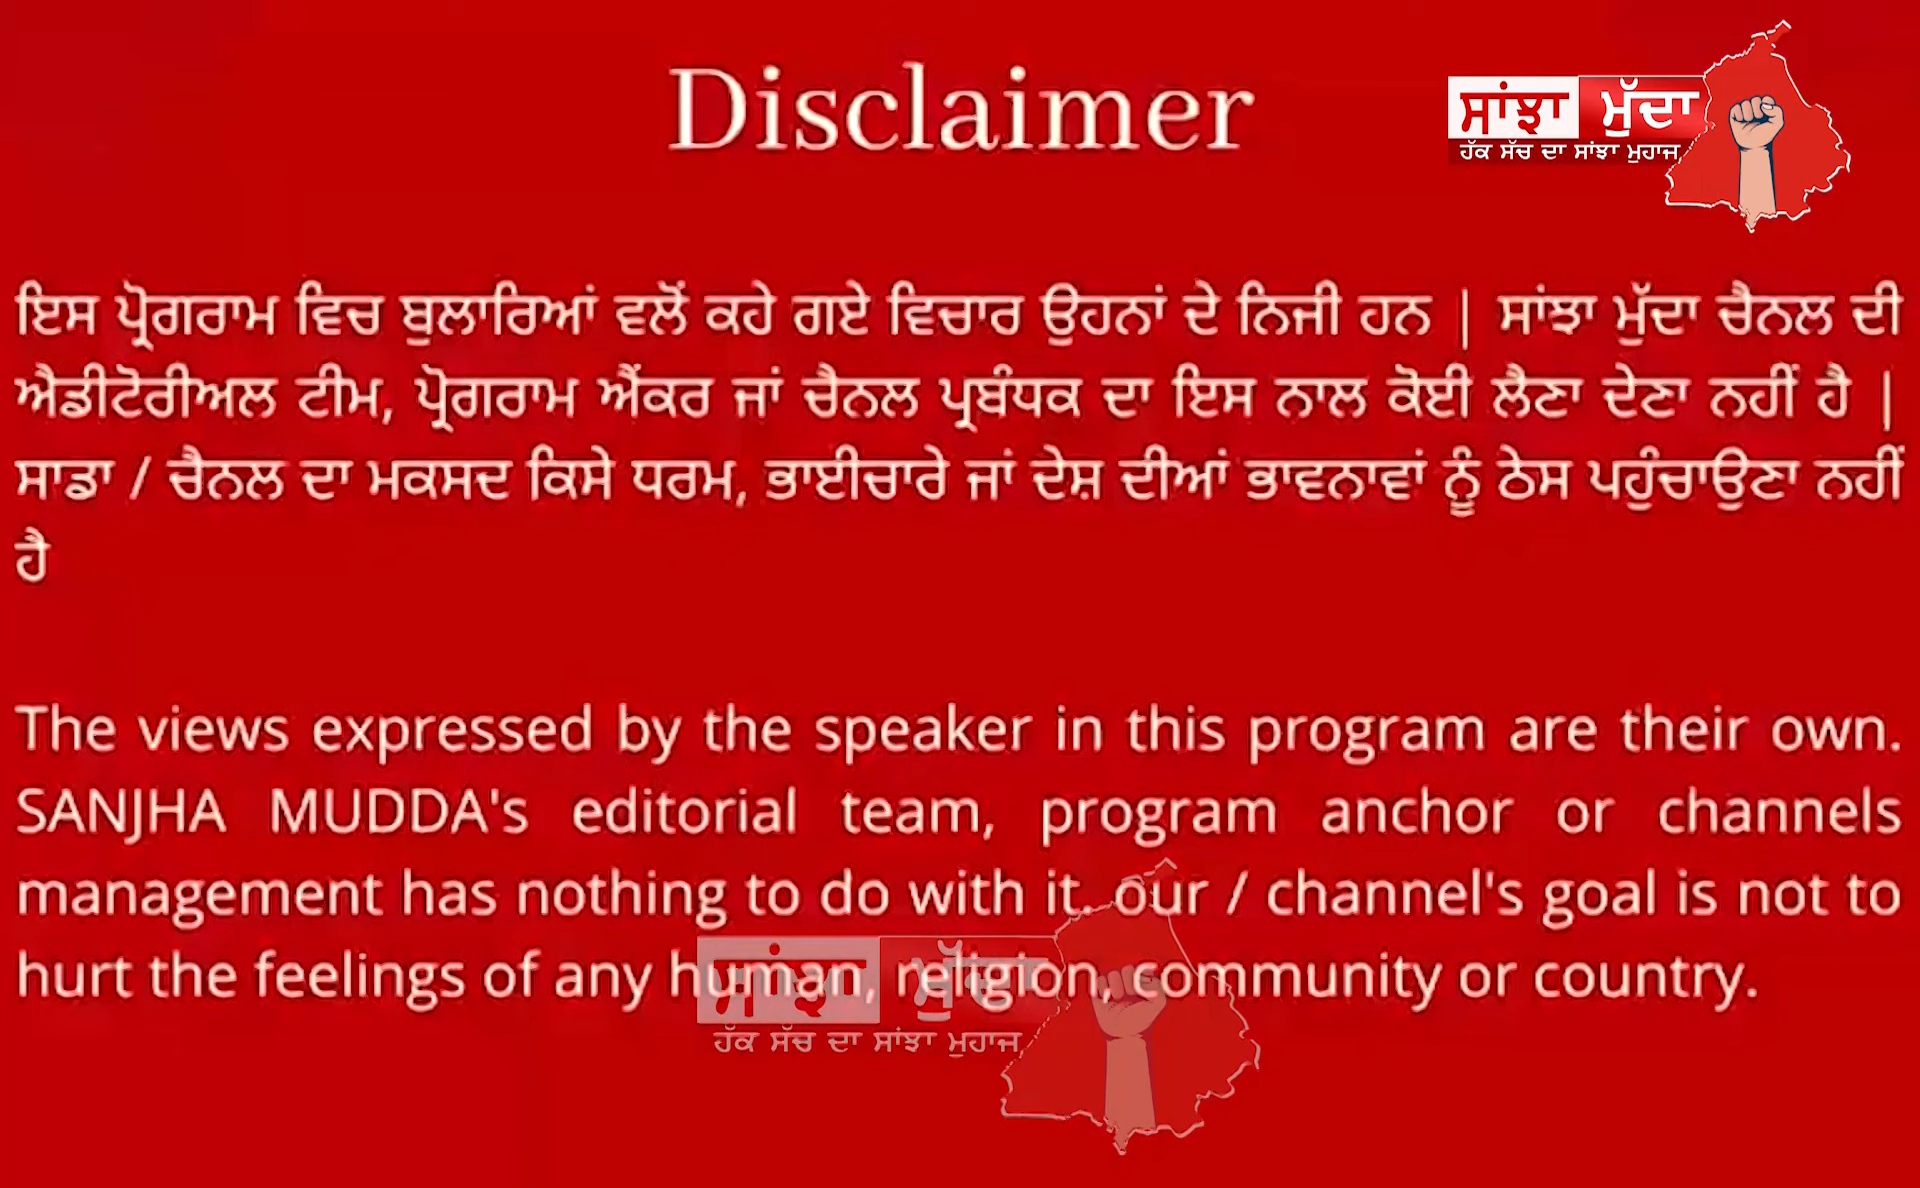 Disclaimer
ਸਾਂਝਾ ਮੁੱਦਾ
ਹੱਕ ਸੱਚ ਦਾ ਸਾਂਝਾ ਮੁਹਾਜ਼
ਇਸ ਪ੍ਰੋਗਰਾਮ ਵਿਚ ਬੁਲਾਰਿਆਂ ਵਲੋਂ ਕਹੇ ਗਏ ਵਿਚਾਰ ਉਹਨਾਂ ਦੇ ਨਿਜੀ ਹਨ | ਸਾਂਝਾ ਮੁੱਦਾ ਚੈਨਲ ਦੀ
ਐਡੀਟੋਰੀਅਲ ਟੀਮ, ਪ੍ਰੋਗਰਾਮ ਐਂਕਰ ਜਾਂ ਚੈਨਲ ਪ੍ਰਬੰਧਕ ਦਾ ਇਸ ਨਾਲ ਕੋਈ ਲੈਣਾ ਦੇਣਾ ਨਹੀਂ ਹੈ |
ਸਾਡਾ / ਚੈਨਲ ਦਾ ਮਕਸਦ ਕਿਸੇ ਧਰਮ, ਭਾਈਚਾਰੇ ਜਾਂ ਦੇਸ਼ ਦੀਆਂ ਭਾਵਨਾਵਾਂ ਨੂੰ ਠੇਸ ਪਹੁੰਚਾਉਣਾ ਨਹੀਂ
ਹੈ
The views expressed by the speaker in this program are their own.
SANJHA MUDDA's editorial team, program anchor or channels
management has nothing to do with it. our / channel's goal is not to
hurt the feelings of any human, religion, community or country.
ਸਾਂਝਾ ਮੁੱਦਾ
ਹੱਕ ਸੱਚ ਦਾ ਸਾਂਝਾ ਮੁਹਾਜ਼